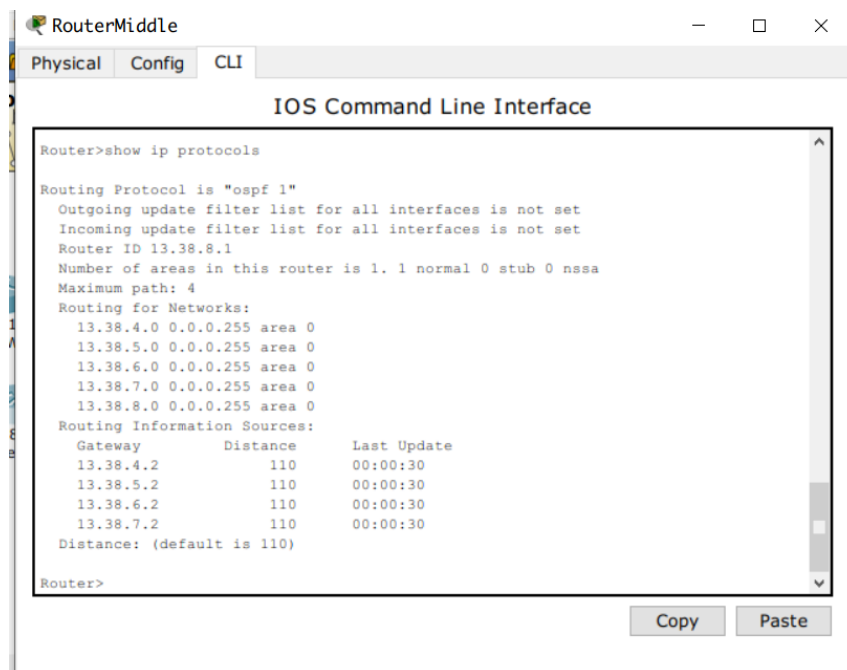 RouterMiddle
Physical Config CLI
IOS Command Line Interface
Router>show ip protocols
Routing Protocol is "ospf 1"
Outgoing update filter list for all interfaces is not set
Incoming update filter list for all interfaces is not set
Router ID 13.38.8.1
Number of areas in this router is 1. 1 normal 0 stub 0 nssa
Maximum path: 4
Routing for Networks:
13.38.4.0 0.0.0.255 area 0
13.38.5.0 0.0.0.255 area 0
13.38.6.0 0.0.0.255 area 0
13.38.7.0 0.0.0.255 area 0
13.38.8.0 0.0.0.255 area 0
Routing Information Sources:
Gateway Distance Last Update
13.38.4.2 110 00:00:30
13.38.5.2 110 00:00:30
13.38.6.2 110 00:00:30
13.38.7.2 110 00:00:30
Distance: (default is 110)
Router>
Copy Paste